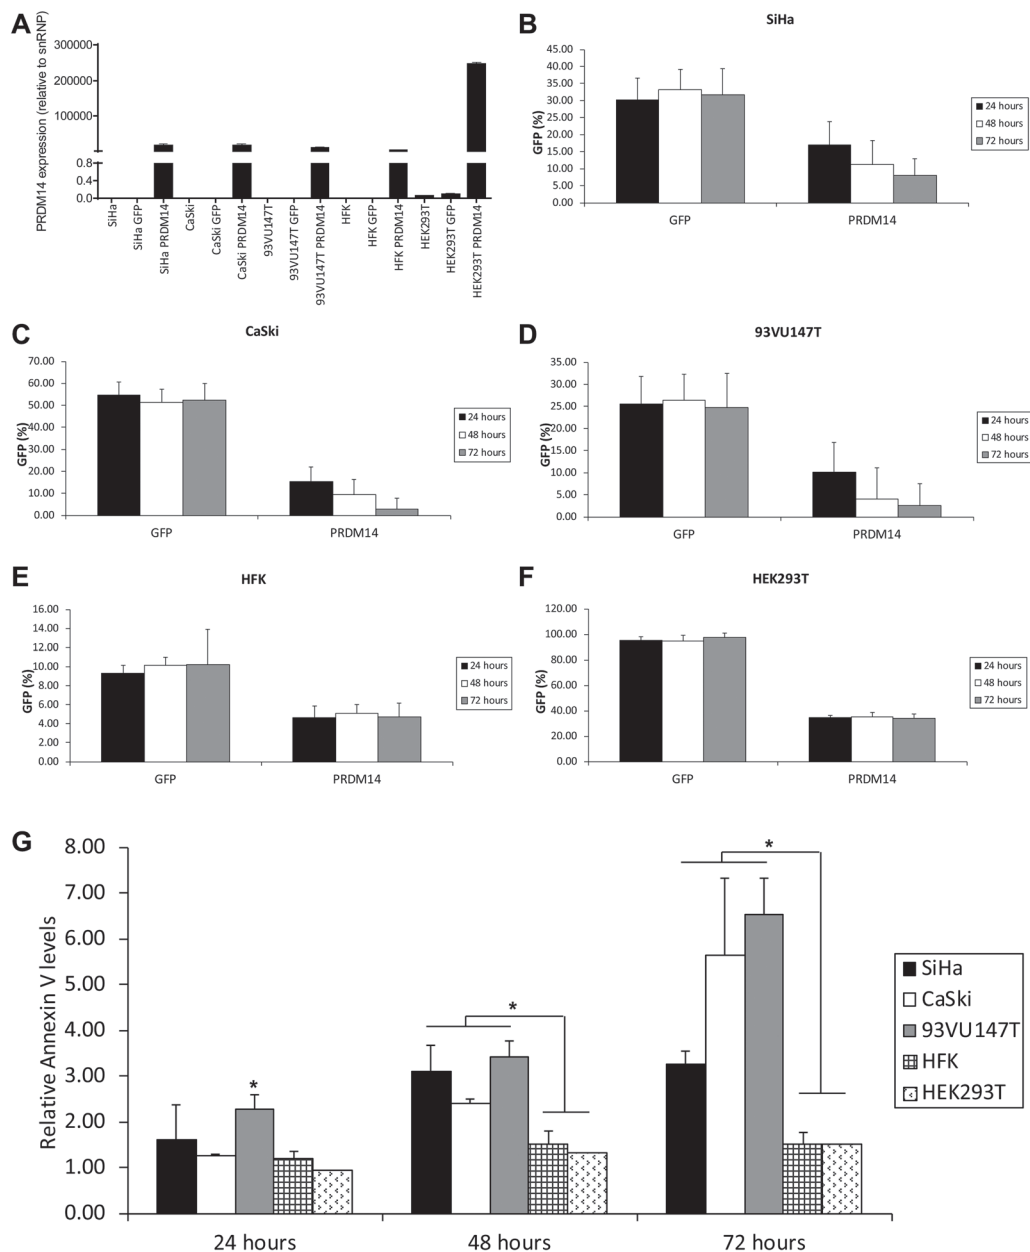 A
PRDM14 expression (relative to snRNP)
300000
200000
100000
0.8
0.4
0.0
SiHa
SiHa GFP
SiHa PRDM14
CaSki
CaSki GFP
CaSki PRDM14
93VU147T
93VU147T GFP
93VU147T PRDM14
HFK
HFK GFP
HFK PRDM14
HEK293T
HEK293T GFP
HEK293T PRDM14
B
SiHa
GFP (%)
45.00
40.00
35.00
30.00
25.00
20.00
15.00
10.00
5.00
0.00
GFP
PRDM14
24 hours
48 hours
72 hours
C
CaSki
GFP (%)
70.00
60.00
50.00
40.00
30.00
20.00
10.00
0.00
GFP
PRDM14
24 hours
48 hours
72 hours
D
93VU147T
GFP (%)
35.00
30.00
25.00
20.00
15.00
10.00
5.00
0.00
GFP
PRDM14
24 hours
48 hours
72 hours
E
HFK
GFP (%)
16.00
14.00
12.00
10.00
8.00
6.00
4.00
2.00
0.00
GFP
PRDM14
24 hours
48 hours
72 hours
F
HEK293T
GFP (%)
120.00
100.00
80.00
60.00
40.00
20.00
0.00
GFP
PRDM14
24 hours
48 hours
72 hours
G
Relative Annexin V levels
8.00
7.00
6.00
5.00
4.00
3.00
2.00
1.00
0.00
*
*
*
24 hours
48 hours
72 hours
SiHa
CaSki
93VU147T
HFK
HEK293T